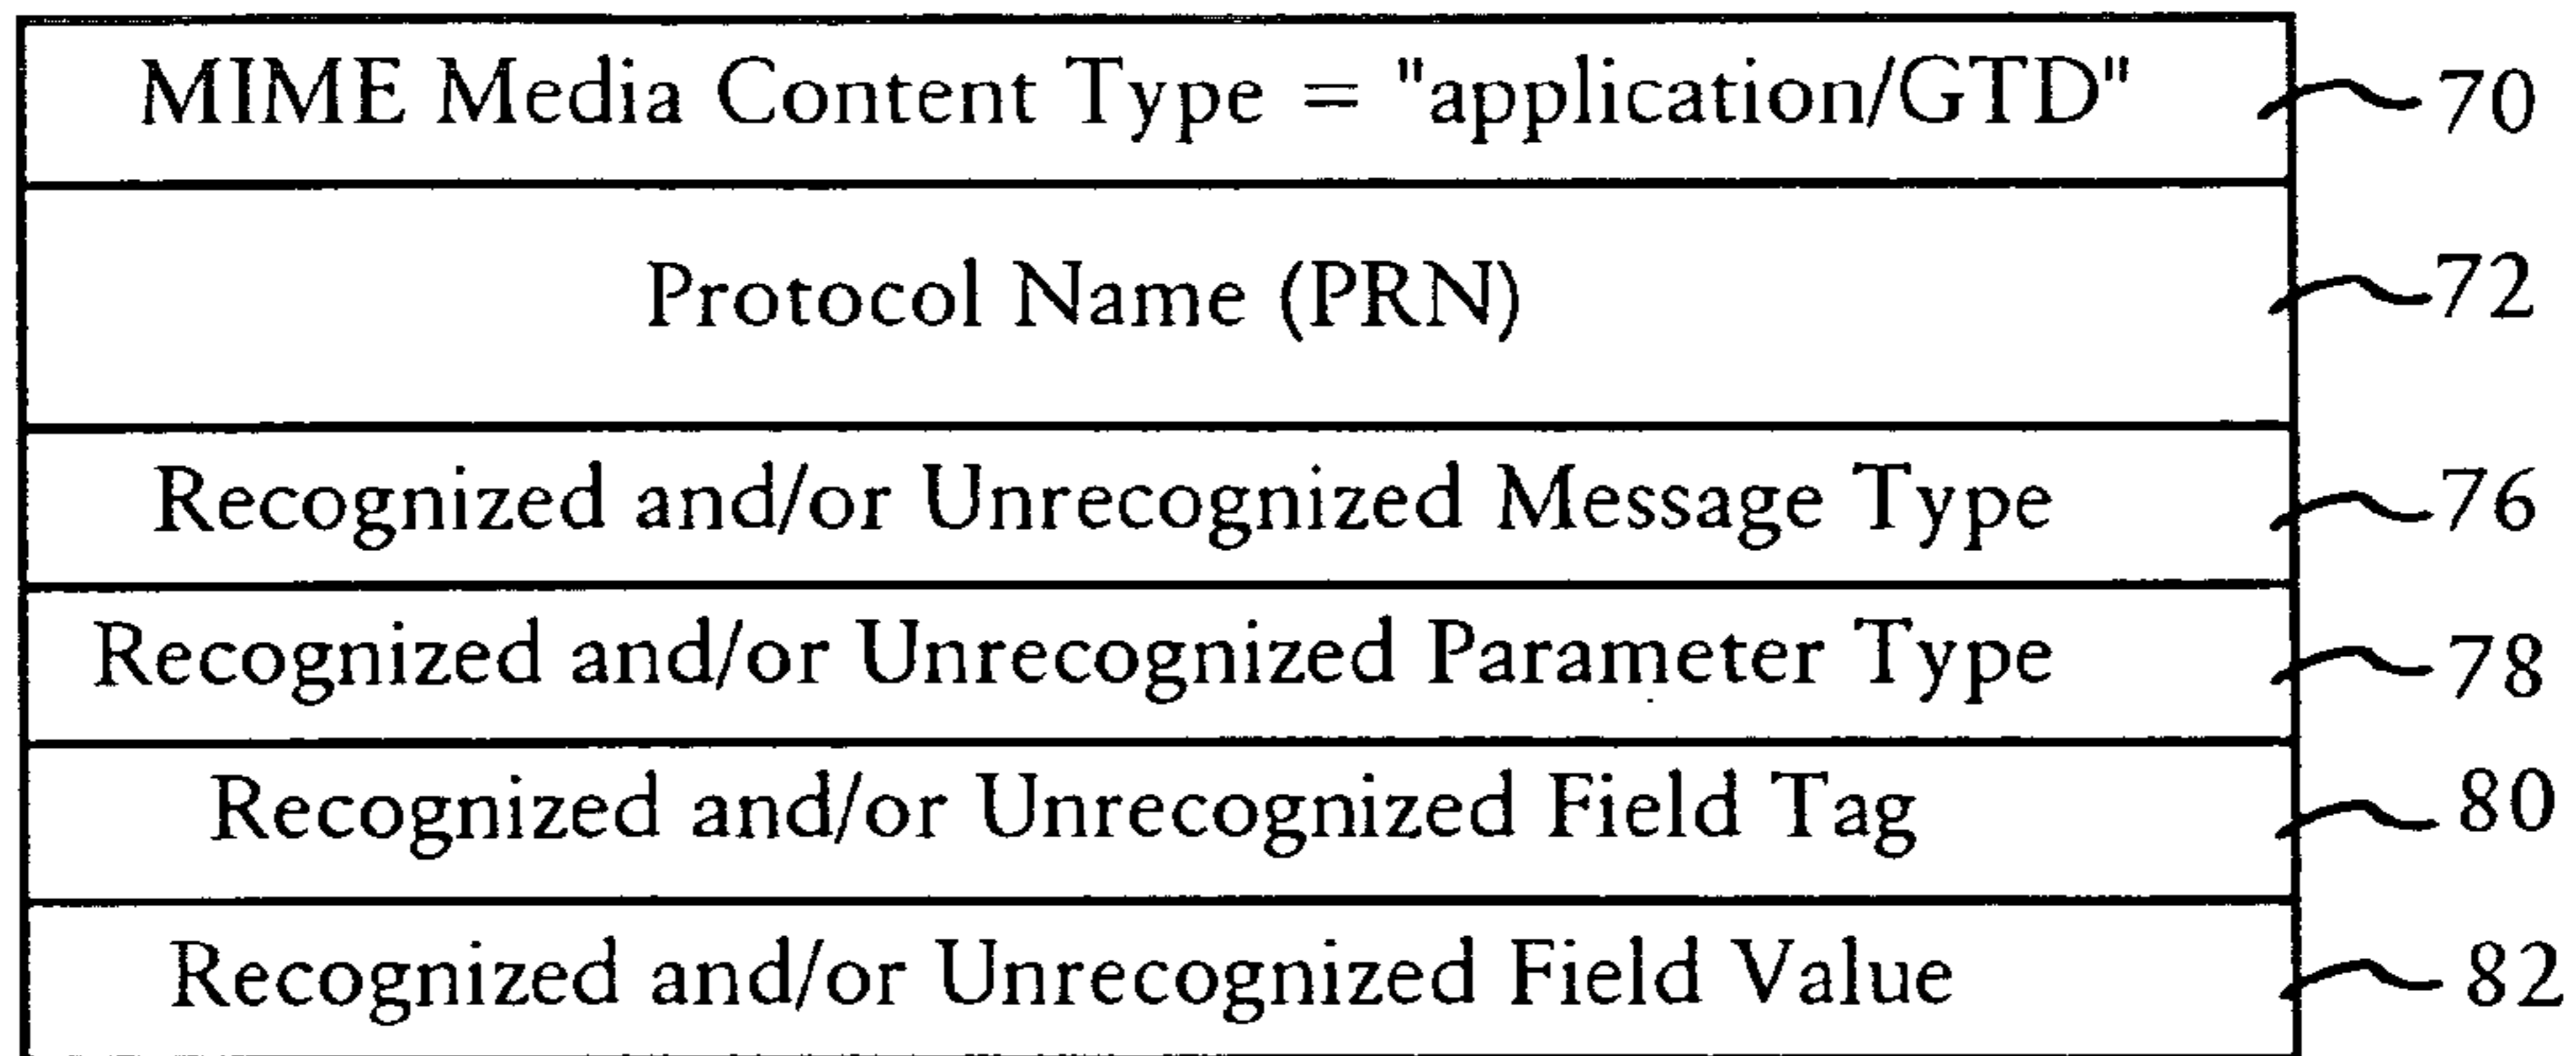 MIME Media Content Type = "application/GTD" 70
Protocol Name (PRN) 72
Recognized and/or Unrecognized Message Type 76
Recognized and/or Unrecognized Parameter Type 78
Recognized and/or Unrecognized Field Tag 80
Recognized and/or Unrecognized Field Value 82